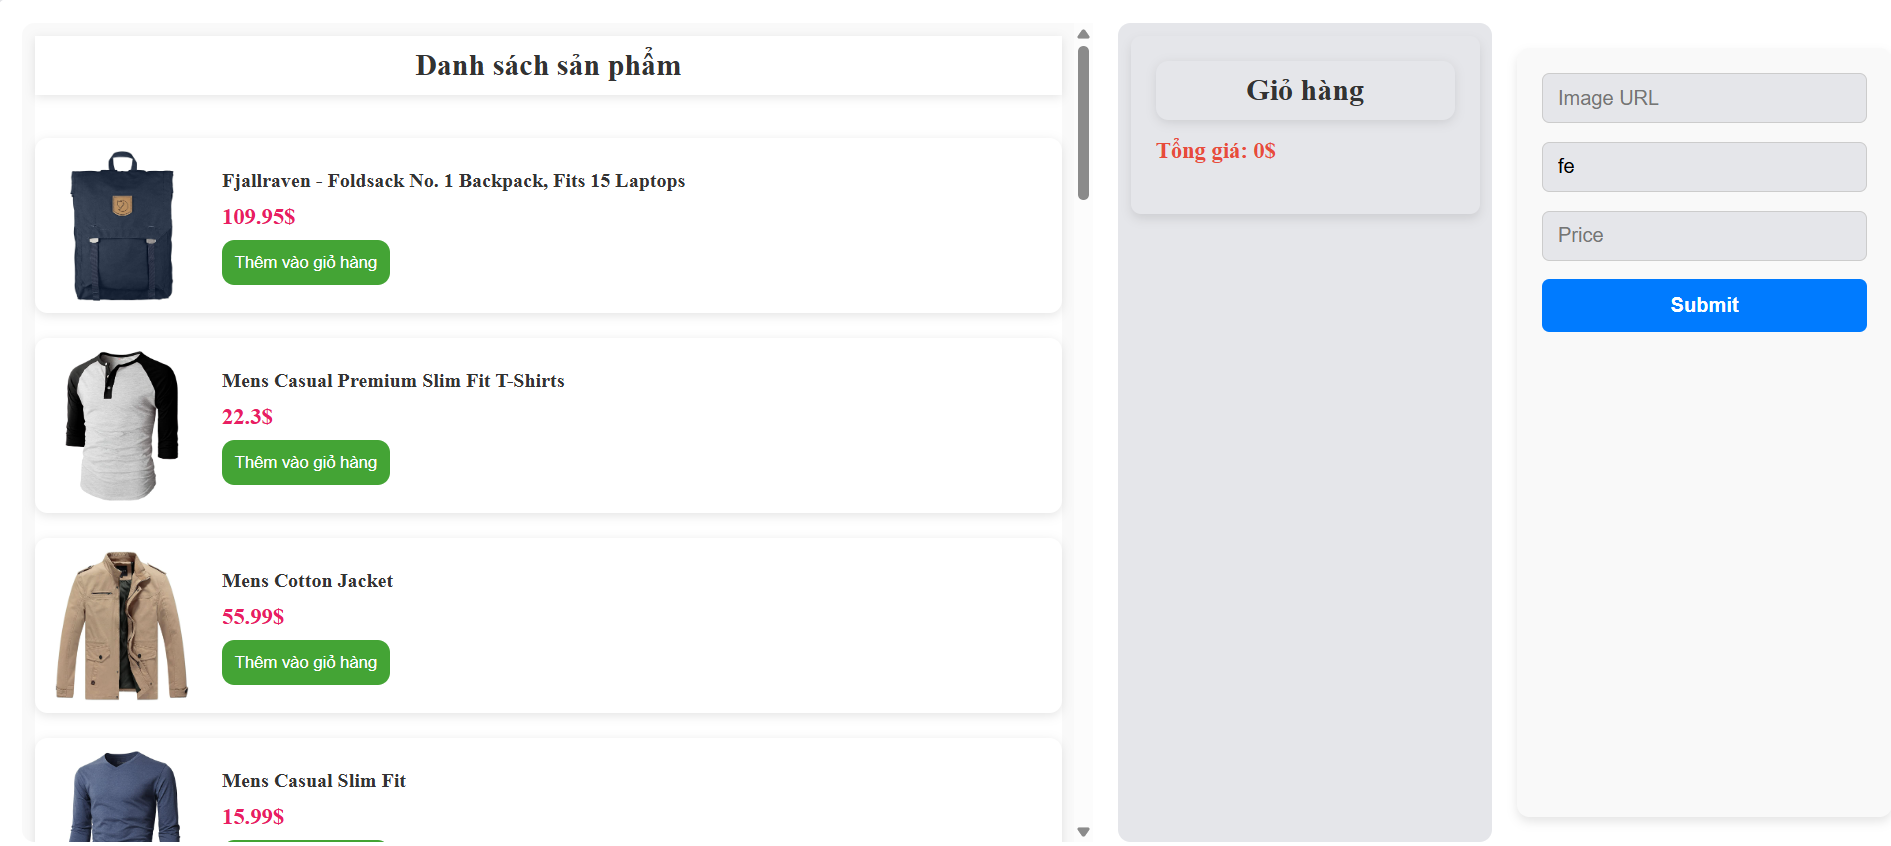 Danh sách sản phẩm
Fjallraven - Foldsack No. 1 Backpack, Fits 15 Laptops
109.95$
Thêm vào giỏ hàng
Mens Casual Premium Slim Fit T-Shirts
22.3$
Thêm vào giỏ hàng
Mens Cotton Jacket
55.99$
Thêm vào giỏ hàng
Mens Casual Slim Fit
15.99$
Giỏ hàng
Tổng giá: 0$
Image URL
fe
Price
Submit